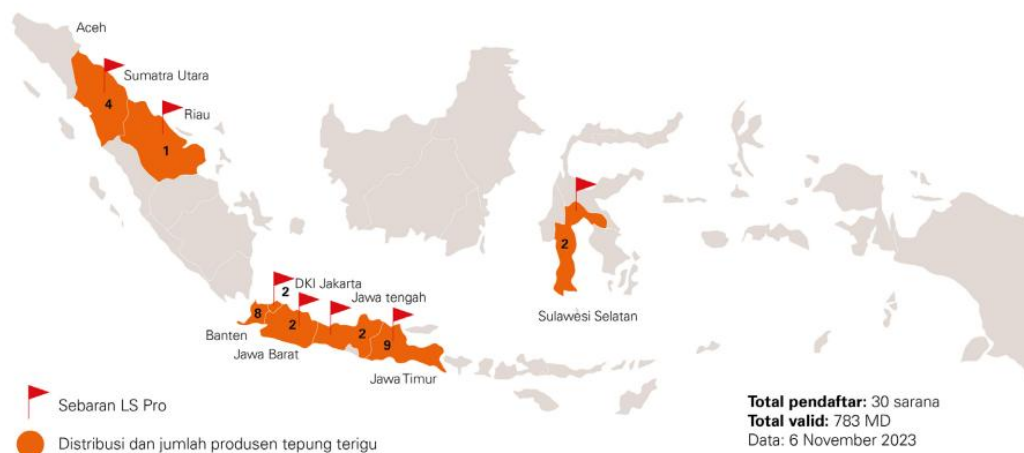 Aceh
Sumatra Utara
4
Riau
1
DKI Jakarta
2
Jawa tengah
8
2
2
9
Banten
Jawa Barat
Jawa Timur
2
Sulawesi Selatan
Sebaran LS Pro
Distribusi dan jumlah produsen tepung terigu
Total pendaftar: 30 sarana
Total valid: 783 MD
Data: 6 November 2023